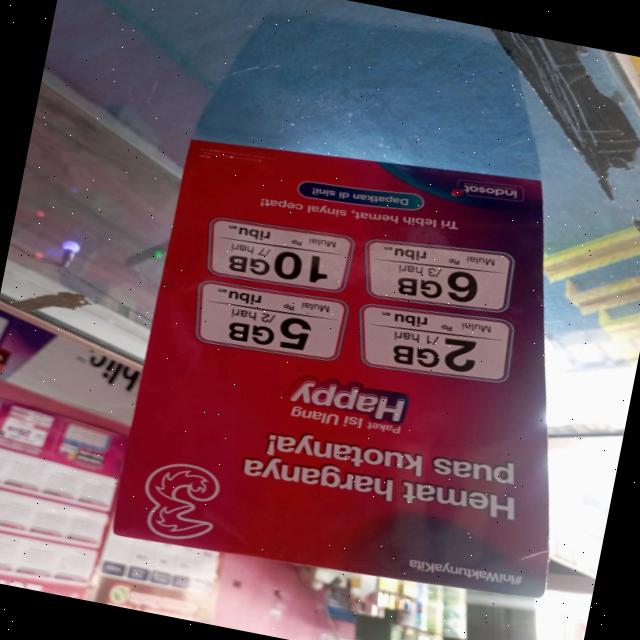 #IniWaktunyaKita
Hemat harganya
puas kuotanya!
Paket Isi Ulang
Happy
2GB /1 hari
Mulai Rp ribu
5GB /2 hari
Mulai Rp ribu
6GB /3 hari
Mulai Rp ribu
10GB /7 hari
Mulai Rp ribu
Tri lebih hemat, sinyal cepat!
Dapatkan di sini!
indosat
hlic